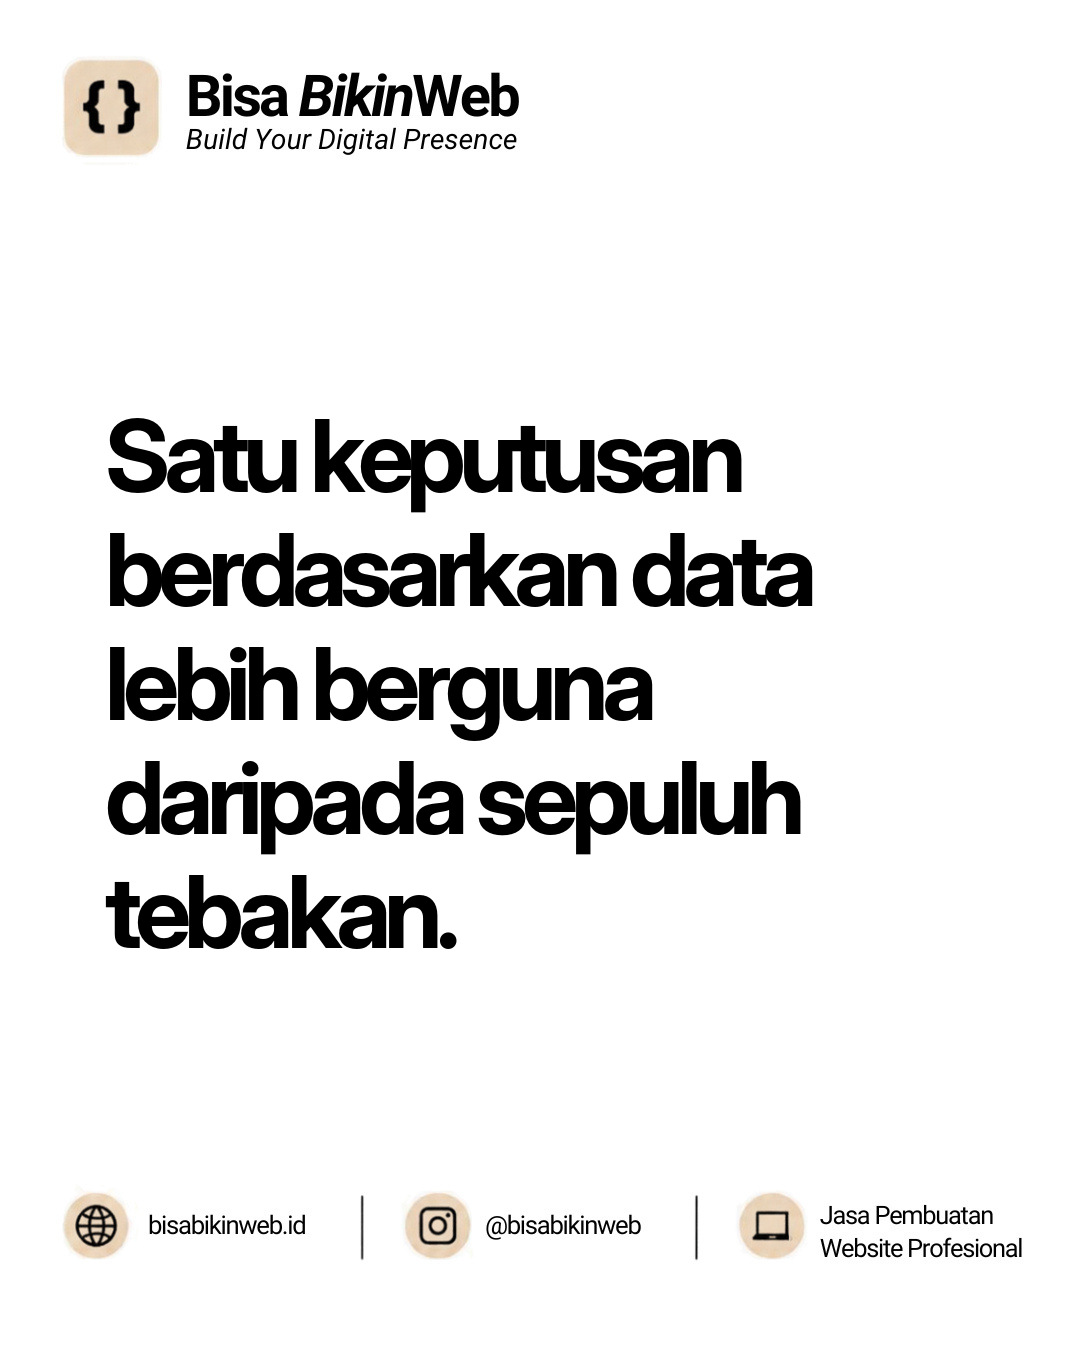 { }
Bisa BikinWeb
Build Your Digital Presence
Satu keputusan
berdasarkan data
lebih berguna
daripada sepuluh
tebakan.
bisabikinweb.id
@bisabikinweb
Jasa Pembuatan
Website Profesional